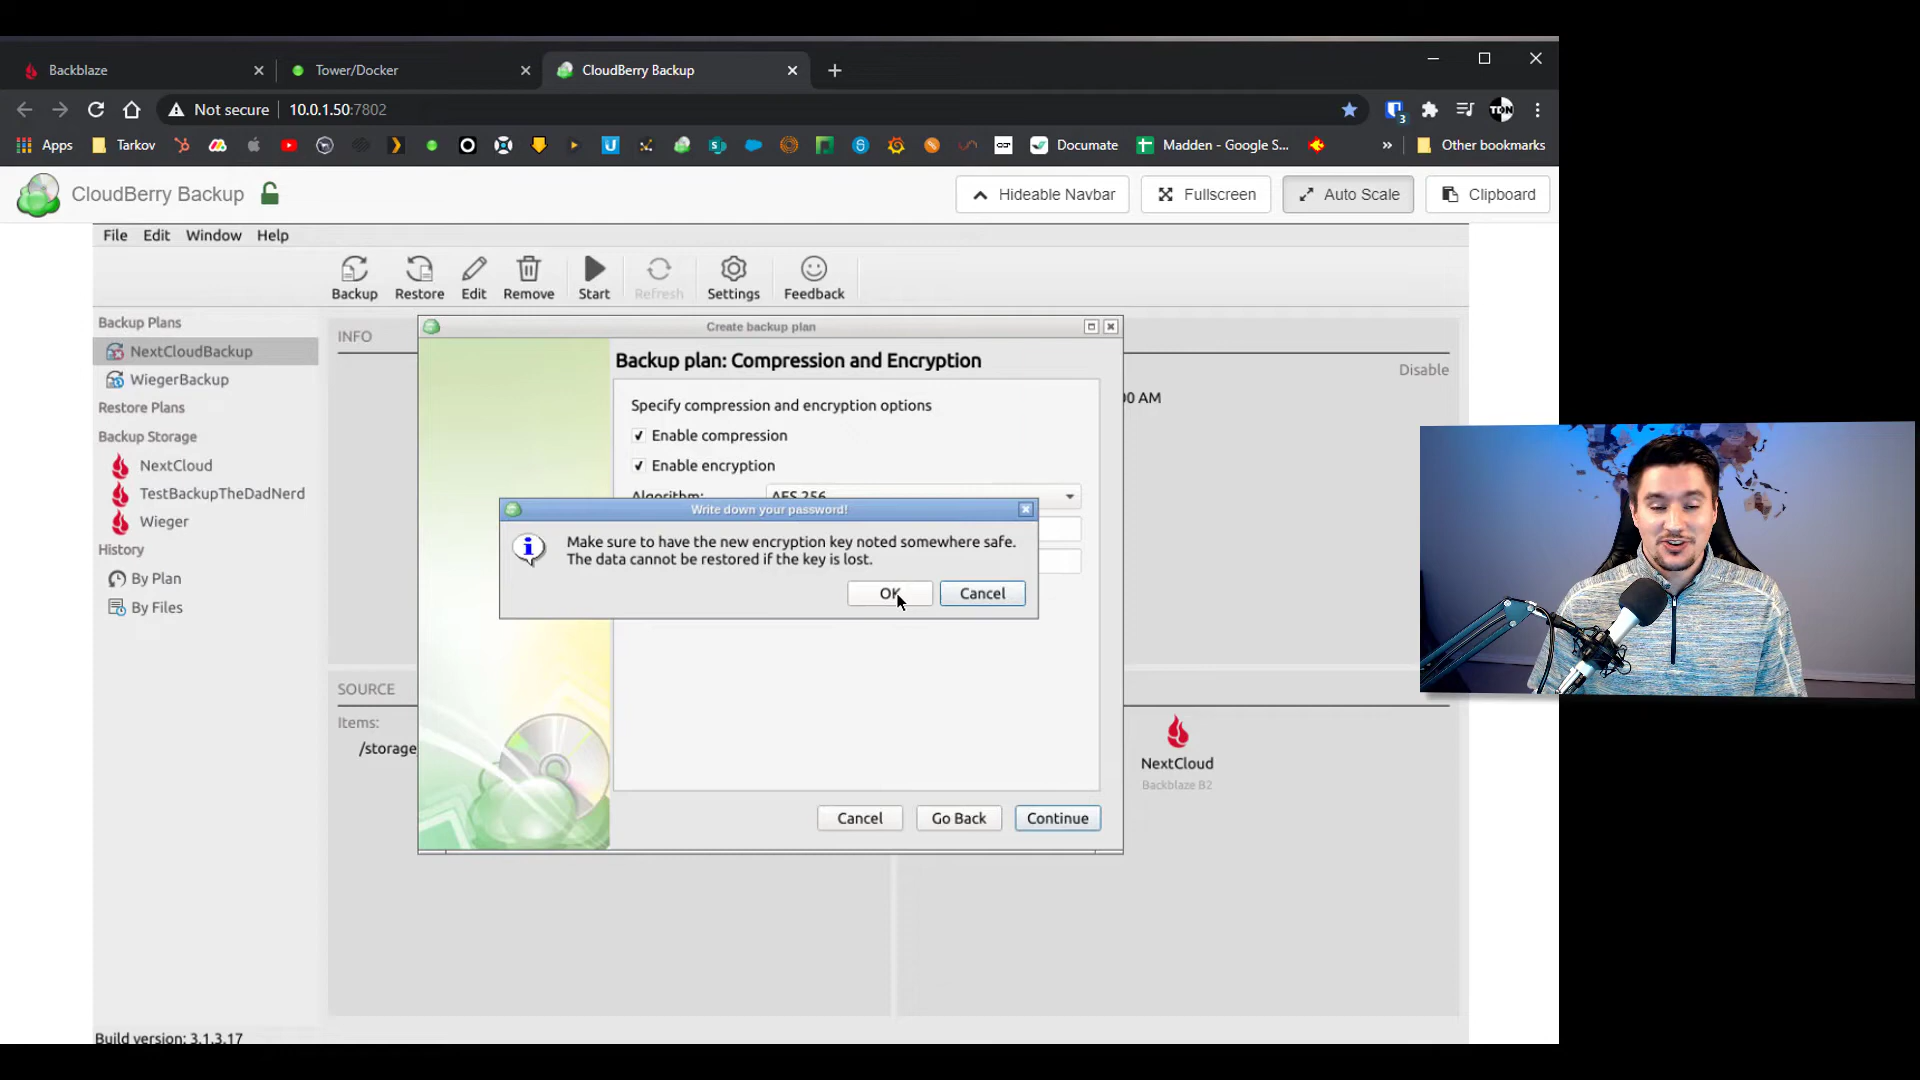 Backblaze
Tower/Docker
CloudBerry Backup
Not secure
10.0.1.50:7802
3
Apps
Tarkov
Documate
Madden - Google S...
»
Other bookmarks
CloudBerry Backup
Hideable Navbar
Fullscreen
Auto Scale
Clipboard
File
Edit
Window
Help
Backup
Restore
Edit
Remove
Start
Refresh
Settings
Feedback
Backup Plans
NextCloudBackup
WiegerBackup
Restore Plans
Backup Storage
NextCloud
TestBackupTheDadNerd
Wieger
History
By Plan
By Files
INFO
Disable
00 AM
Create backup plan
Backup plan: Compression and Encryption
Specify compression and encryption options
Enable compression
Enable encryption
Algorithm:
AES 256
Write down your password!
Make sure to have the new encryption key noted somewhere safe.
The data cannot be restored if the key is lost.
OK
Cancel
Cancel
Go Back
Continue
SOURCE
Items:
/storage
NextCloud
Backblaze B2
Build version: 3.1.3.17